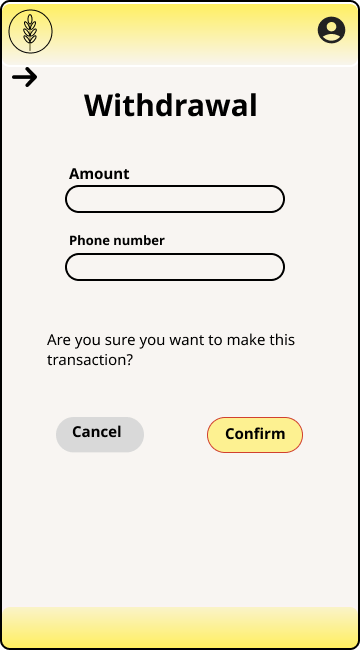 Withdrawal
Amount
Phone number
Are you sure you want to make this
transaction?
Cancel
Confirm